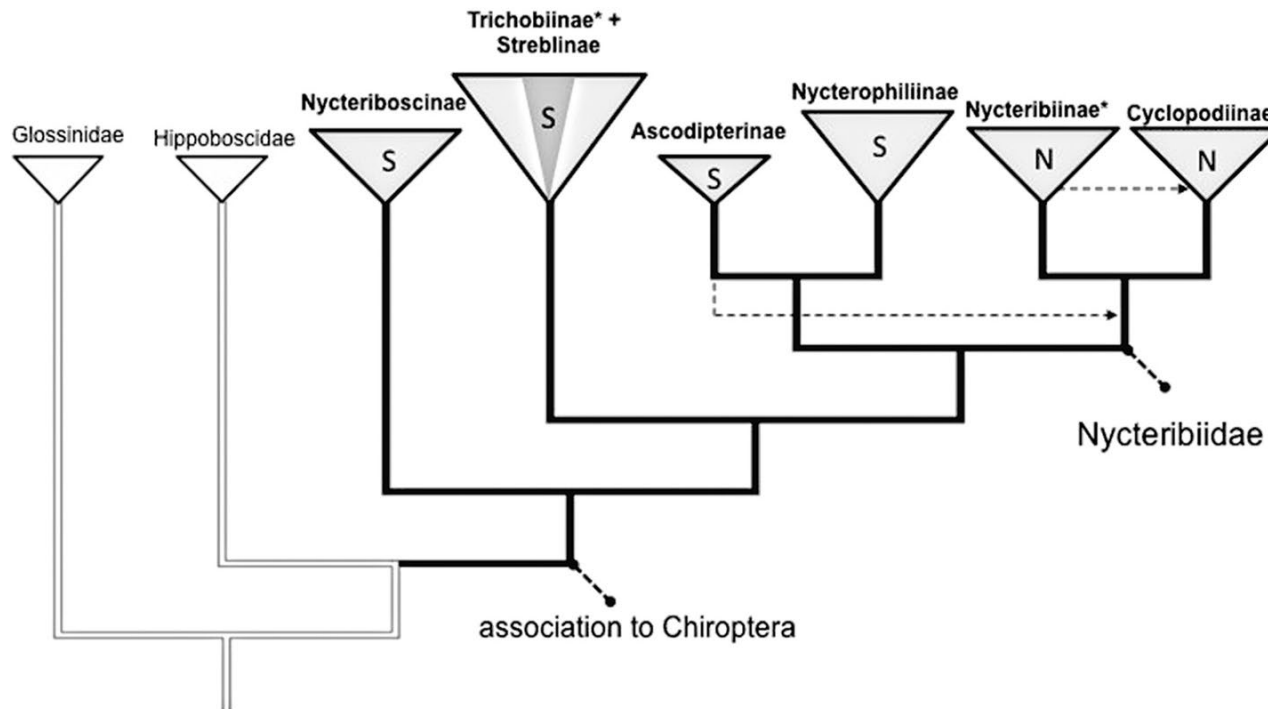 Trichobiinae* +
Streblinae
Nycteriboscinae
Nycterophiliinae
Nycteribiinae*
Cyclopodiinae
Glossinidae
Hippoboscidae
Ascodipterinae
S
S
S
S
N
N
Nycteribiidae
association to Chiroptera